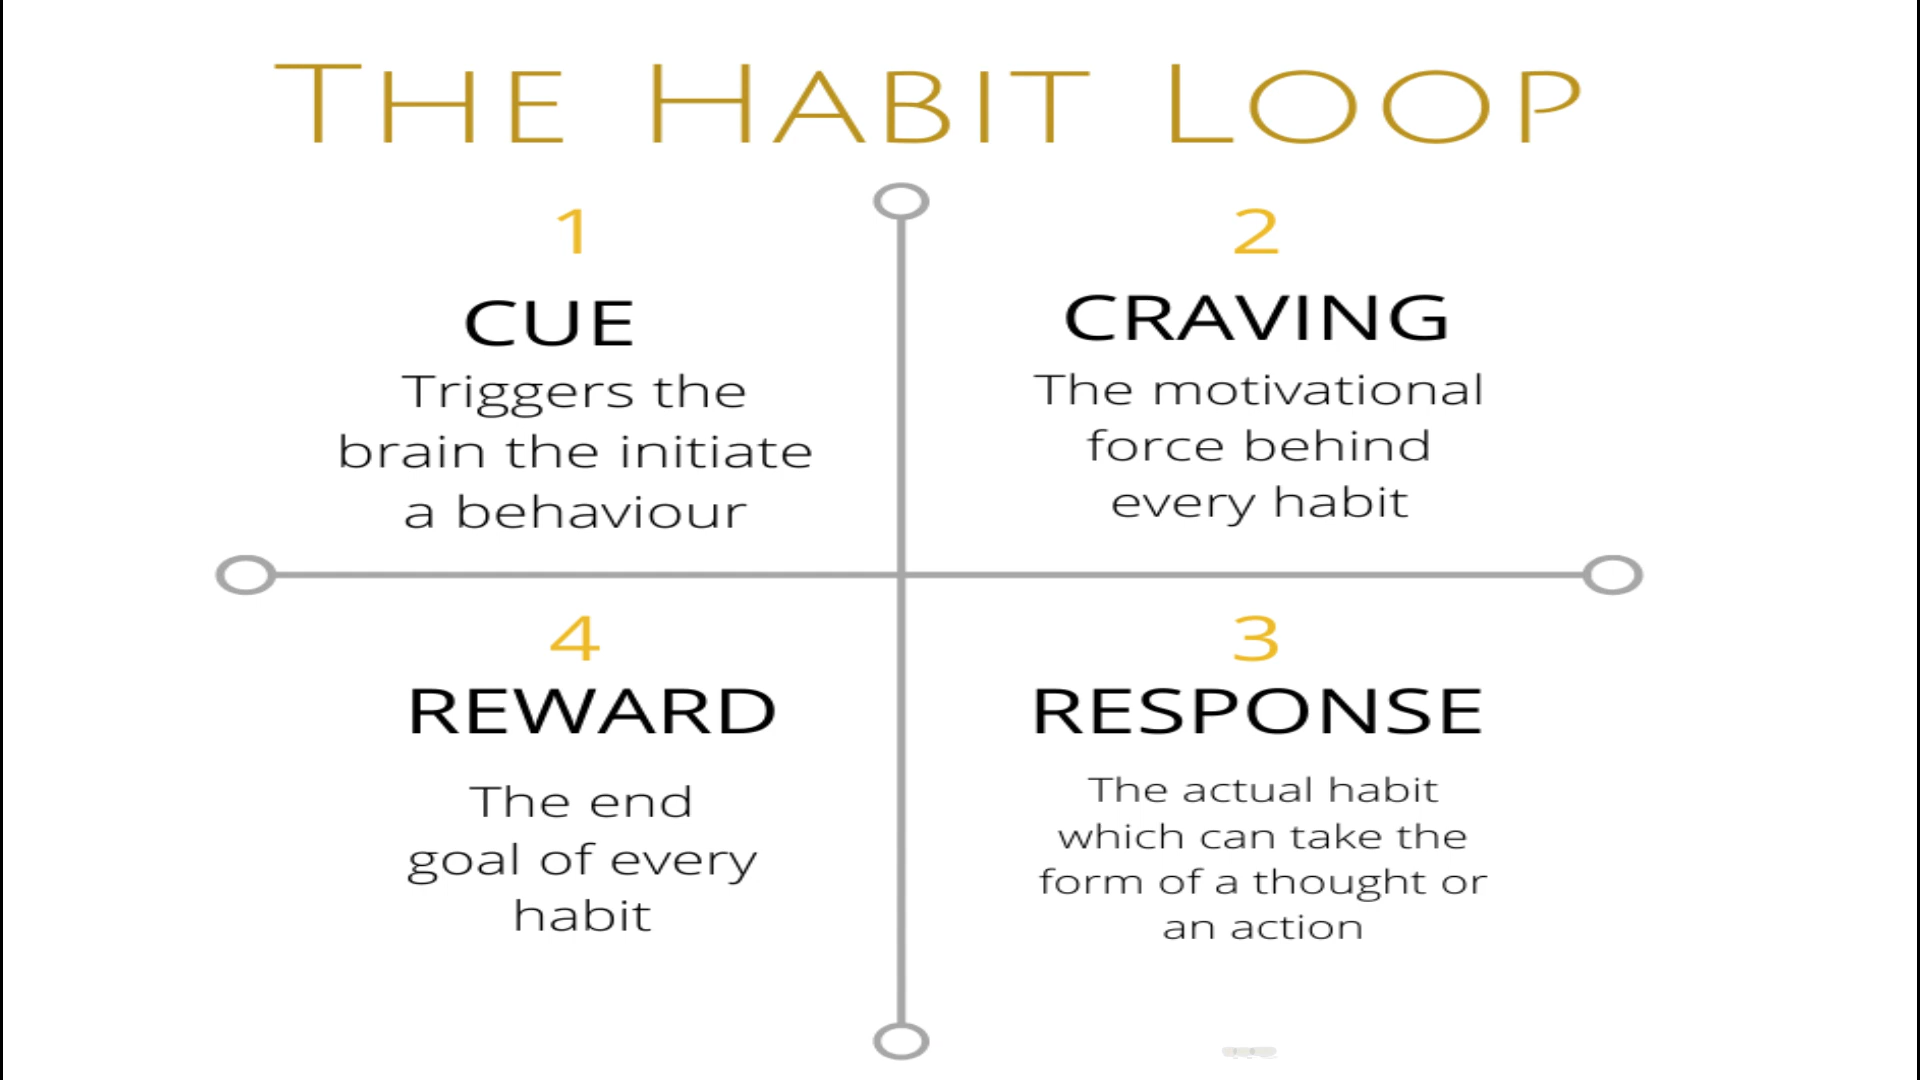 THE HABIT LOOP
1
CUE
Triggers the
brain the initiate
a behaviour
2
CRAVING
The motivational
force behind
every habit
3
RESPONSE
The actual habit
which can take the
form of a thought or
an action
4
REWARD
The end
goal of every
habit